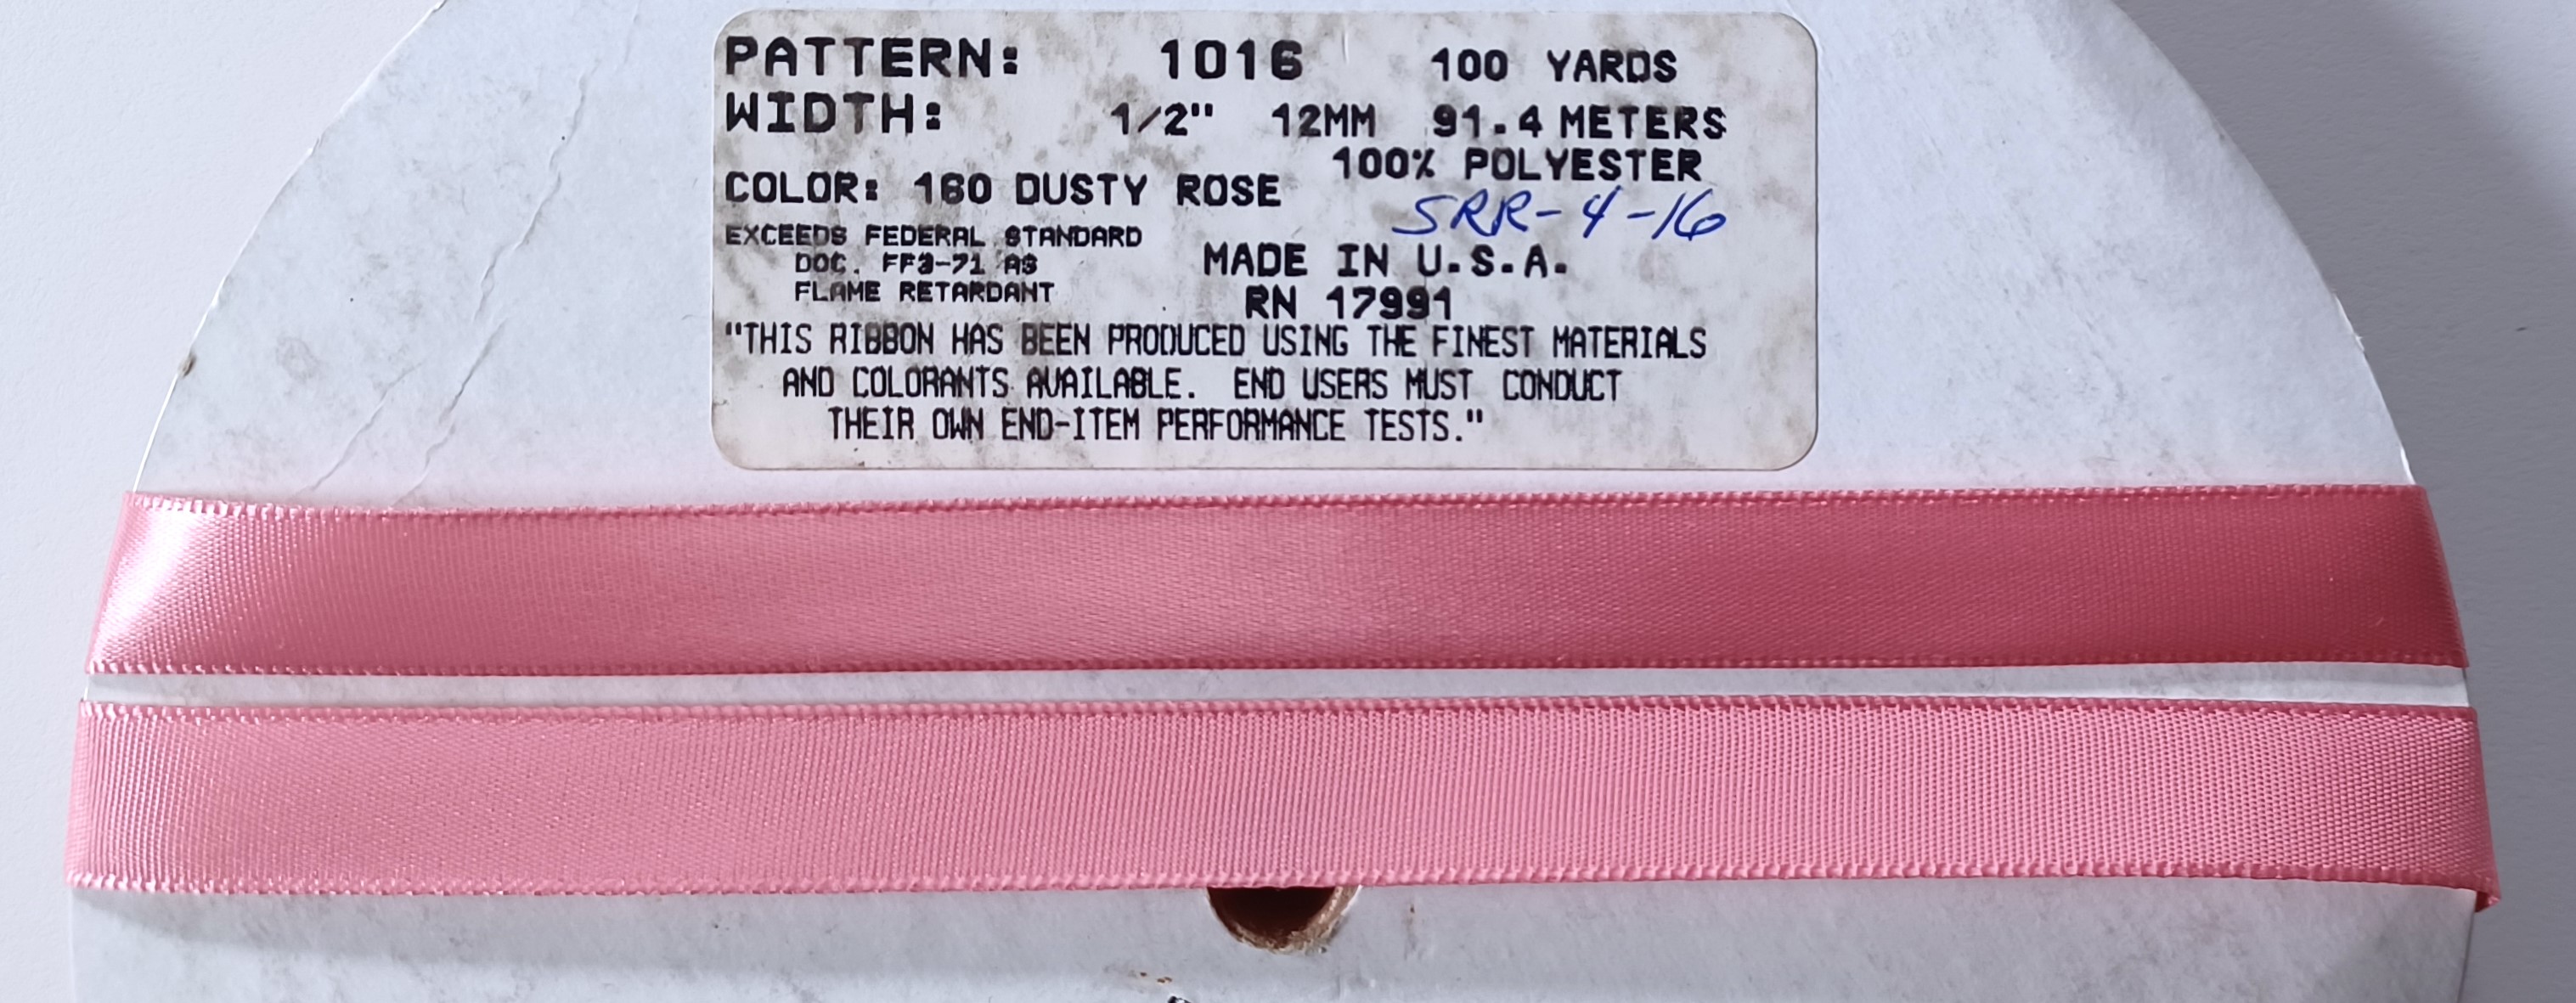 PATTERN: 1016 100 YARDS
WIDTH: 1/2" 12MM 91.4 METERS
100% POLYESTER
COLOR: 160 DUSTY ROSE
SRR-4-16
EXCEEDS FEDERAL STANDARD
DOC. FF3-71 AS
FLAME RETARDANT
MADE IN U.S.A.
RN 17991
"THIS RIBBON HAS BEEN PRODUCED USING THE FINEST MATERIALS
AND COLORANTS AVAILABLE. END USERS MUST CONDUCT
THEIR OWN END-ITEM PERFORMANCE TESTS."